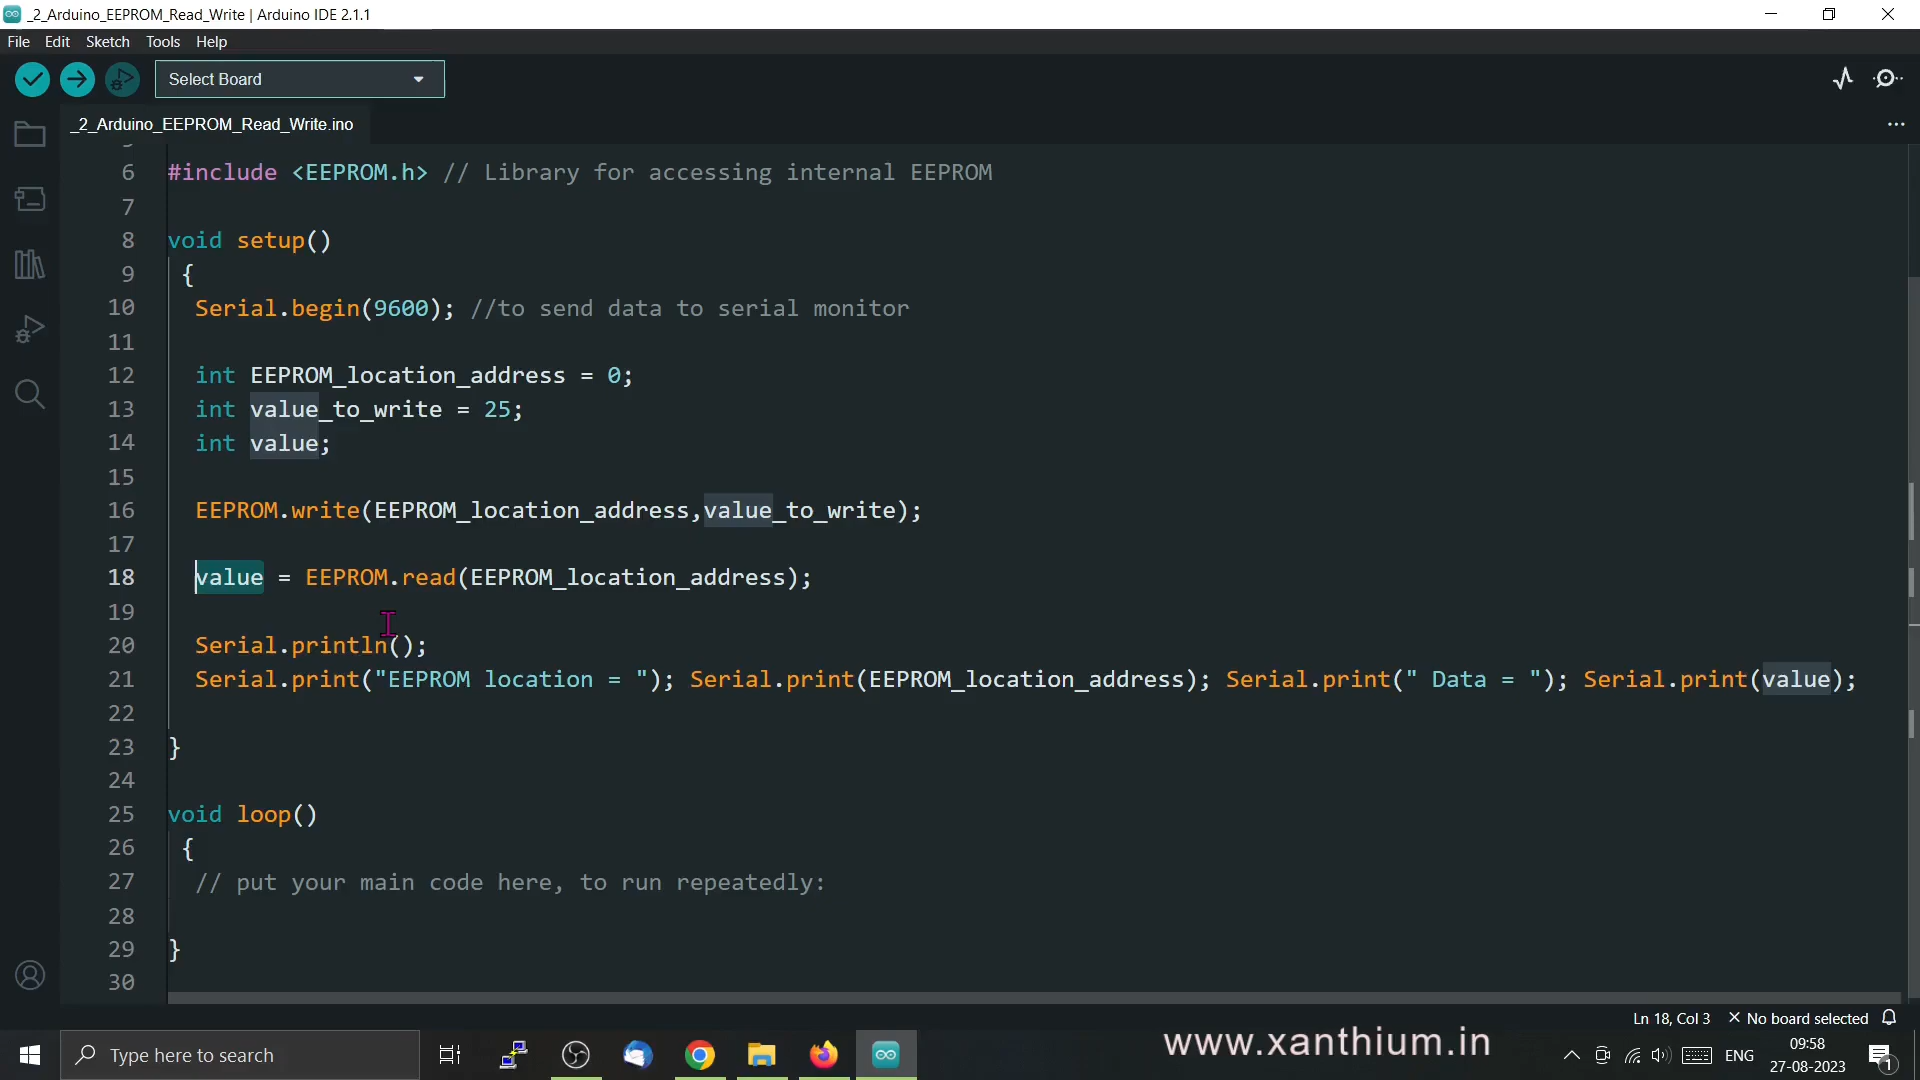 _2_Arduino_EEPROM_Read_Write | Arduino IDE 2.1.1
File Edit Sketch Tools Help
Select Board
_2_Arduino_EEPROM_Read_Write.ino
6 #include <EEPROM.h> // Library for accessing internal EEPROM
7
8 void setup()
9 {
10 Serial.begin(9600); //to send data to serial monitor
11
12 int EEPROM_location_address = 0;
13 int value_to_write = 25;
14 int value;
15
16 EEPROM.write(EEPROM_location_address,value_to_write);
17
18 value = EEPROM.read(EEPROM_location_address);
19
20 Serial.println();
21 Serial.print("EEPROM location = "); Serial.print(EEPROM_location_address); Serial.print(" Data = "); Serial.print(value);
22
23 }
24
25 void loop()
26 {
27 // put your main code here, to run repeatedly:
28
29 }
30
Ln 18, Col 3 × No board selected
Type here to search
www.xanthium.in
ENG
09:58
27-08-2023
1